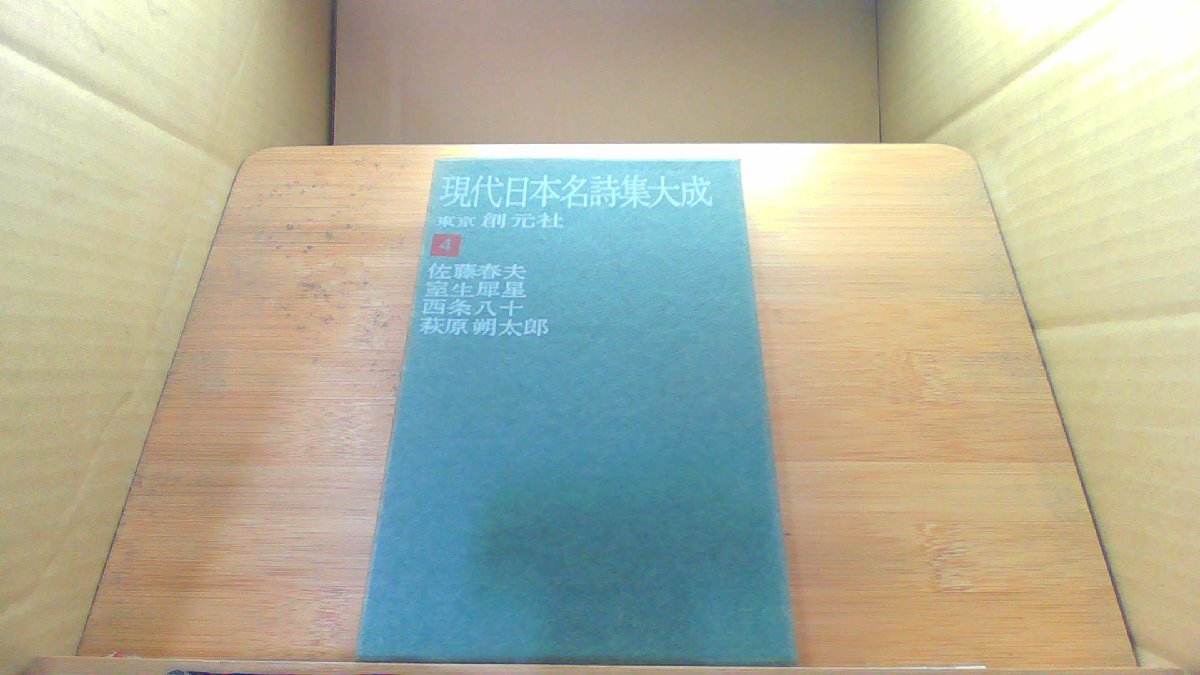 現代日本名詩集大成
東京 創元社
4
佐藤春夫
室生犀星
西条八十
萩原朔太郎